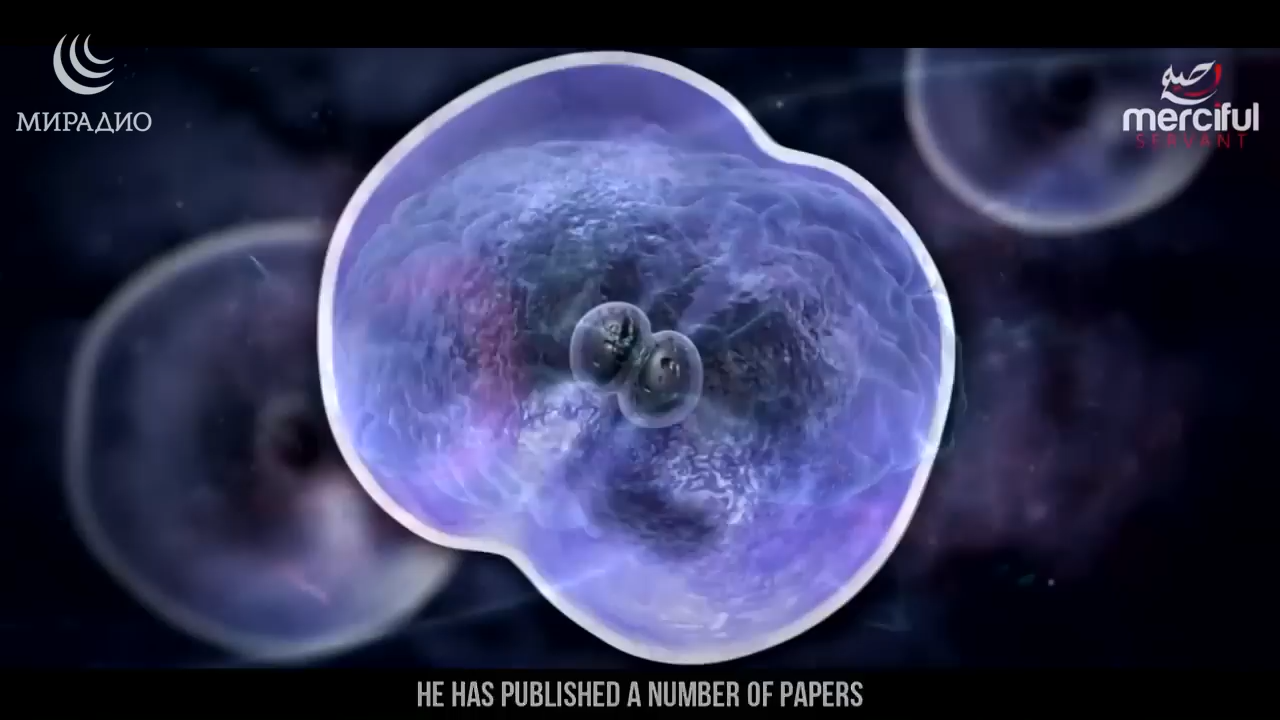 МИРАДИО
merciful
SERVANT
HE HAS PUBLISHED A NUMBER OF PAPERS